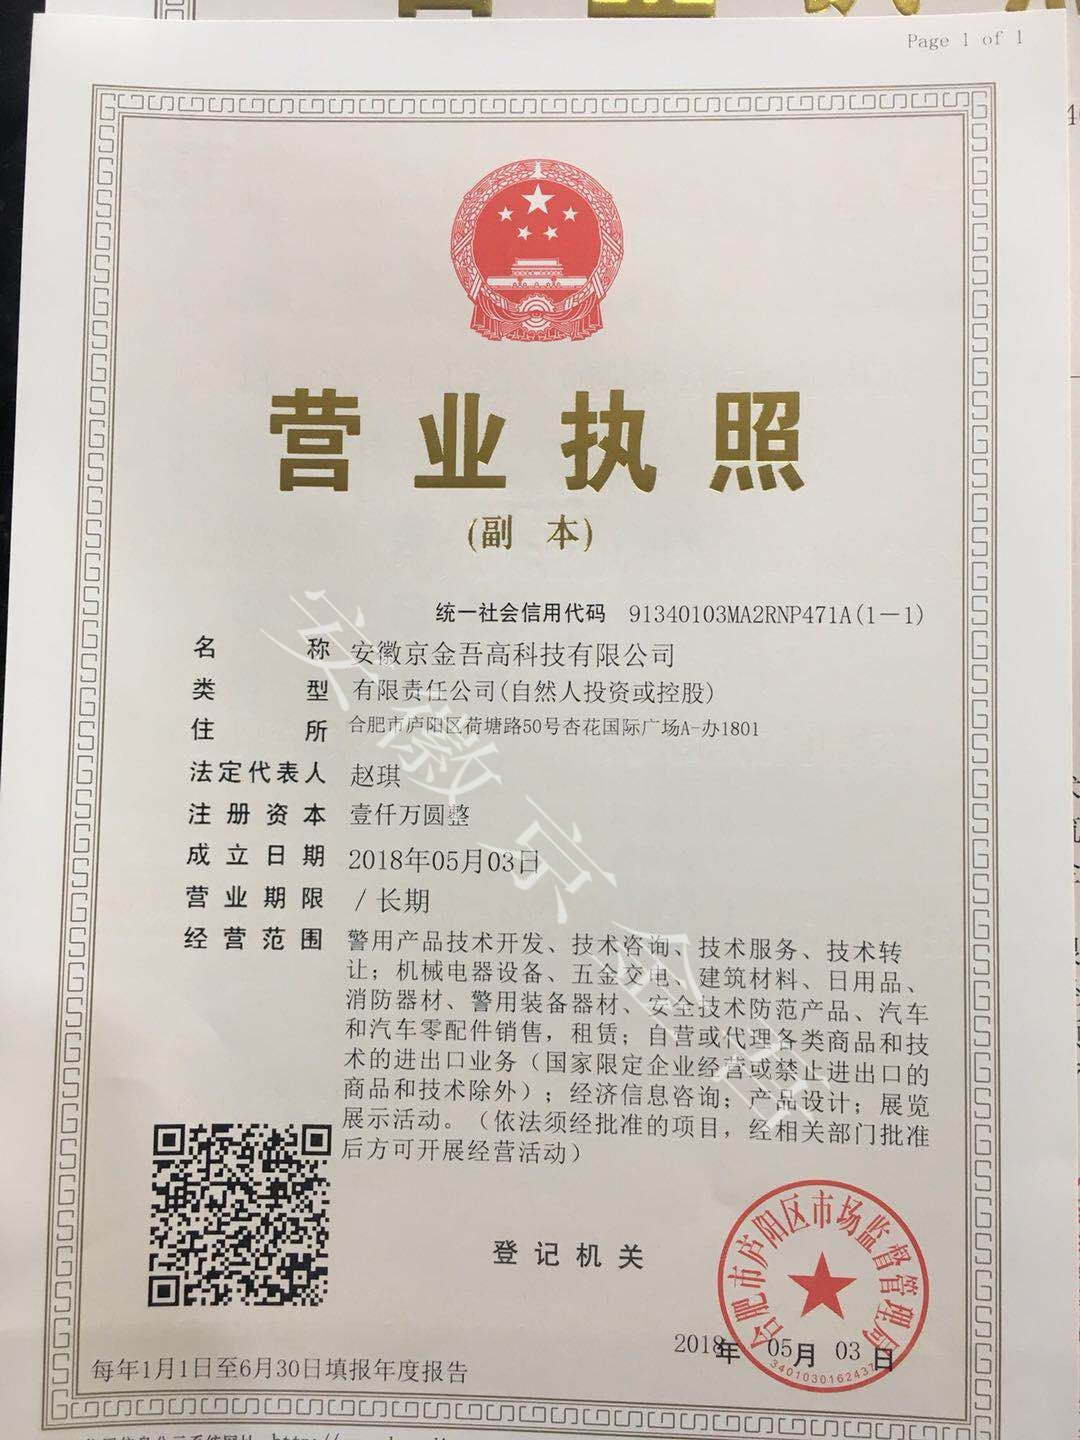 Page 1 of 1
营业执照
(副 本)
统一社会信用代码 91340103MA2RNP471A(1－1)
名称 安徽京金吾高科技有限公司
类型 有限责任公司(自然人投资或控股)
住所 合肥市庐阳区荷塘路50号杏花国际广场A-办1801
法定代表人 赵琪
注册资本 壹仟万圆整
成立日期 2018年05月03日
营业期限 / 长期
经营范围 警用产品技术开发、技术咨询、技术服务、技术转
让；机械电器设备、五金交电、建筑材料、日用品、
消防器材、警用装备器材、安全技术防范产品、汽车
和汽车零配件销售，租赁；自营或代理各类商品和技
术的进出口业务（国家限定企业经营或禁止进出口的
商品和技术除外）；经济信息咨询；产品设计；展览
展示活动。（依法须经批准的项目，经相关部门批准
后方可开展经营活动）
安徽京金吾
登记机关
合肥市庐阳区市场监督管理局
3401030162437
2018年05月03日
每年1月1日至6月30日填报年度报告